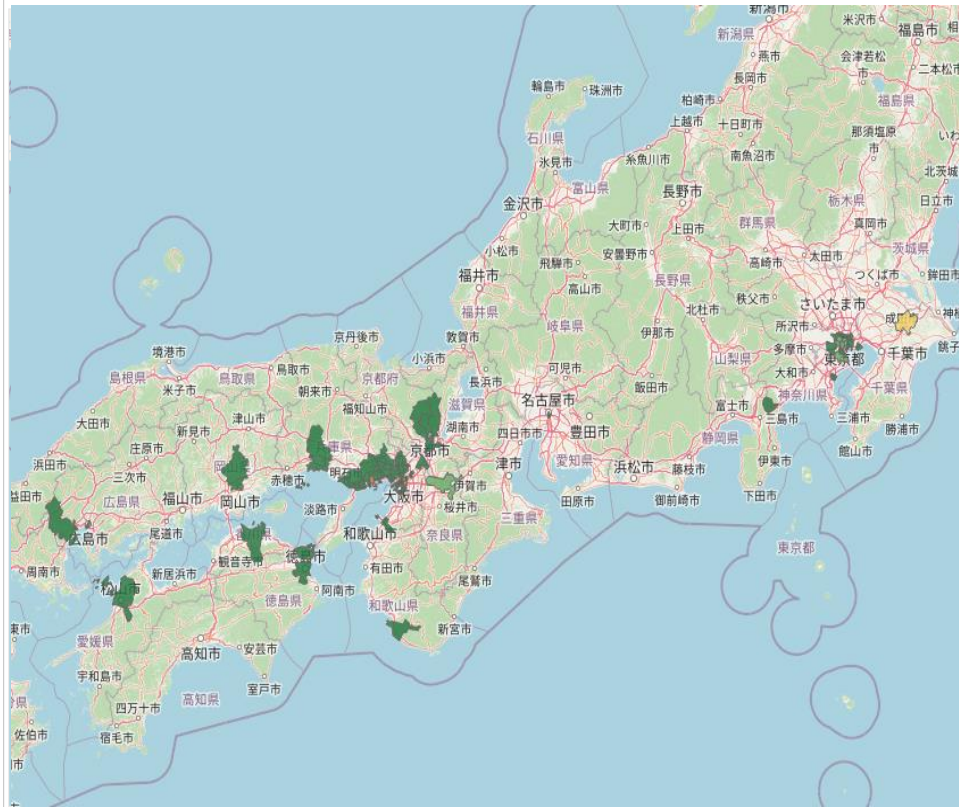 新潟市
米沢市
福島市
相
新潟県
燕市
会津若松
市
二本松市
長岡市
輪島市
珠洲市
柏崎市
福島県
上越市
十日町市
那須塩原
市
いわ
石川県
糸魚川市
南魚沼市
氷見市
北茨城
富山県
長野市
栃木県
日立市
金沢市
大町市
群馬県
真岡市
小松市
上田市
茨城県
飛騨市
安曇野市
高崎市
太田市
つくば市
鉾田市
福井市
高山市
長野県
秩父市
さいたま市
福井県
北杜市
神栖
伊那市
所沢市
岐阜県
京丹後市
敦賀市
多摩市
東京都
千葉市
銚子
境港市
小浜市
山梨県
島根県
鳥取県
鳥取市
京都府
可児市
大和市
米子市
朝来市
長浜市
飯田市
神奈川県
千葉県
福知山市
滋賀県
名古屋市
富士市
大田市
津山市
湖南市
豊田市
三島市
三浦市
勝浦市
新見市
四日市市
静岡県
館山市
浜田市
庄原市
京都市
愛知県
三次市
津市
浜松市
藤枝市
伊東市
赤穂市
伊賀市
益田市
広島県
福山市
岡山市
大阪市
田原市
御前崎市
下田市
淡路市
桜井市
三重県
広島市
尾道市
和歌山市
奈良県
東京都
周南市
新居浜市
観音寺市
徳島市
有田市
尾鷲市
松山市
阿南市
徳島県
和歌山県
新宮市
東市
愛媛県
高知市
安芸市
宇和島市
室戸市
高知県
分県
四万十市
佐伯市
宿毛市
市